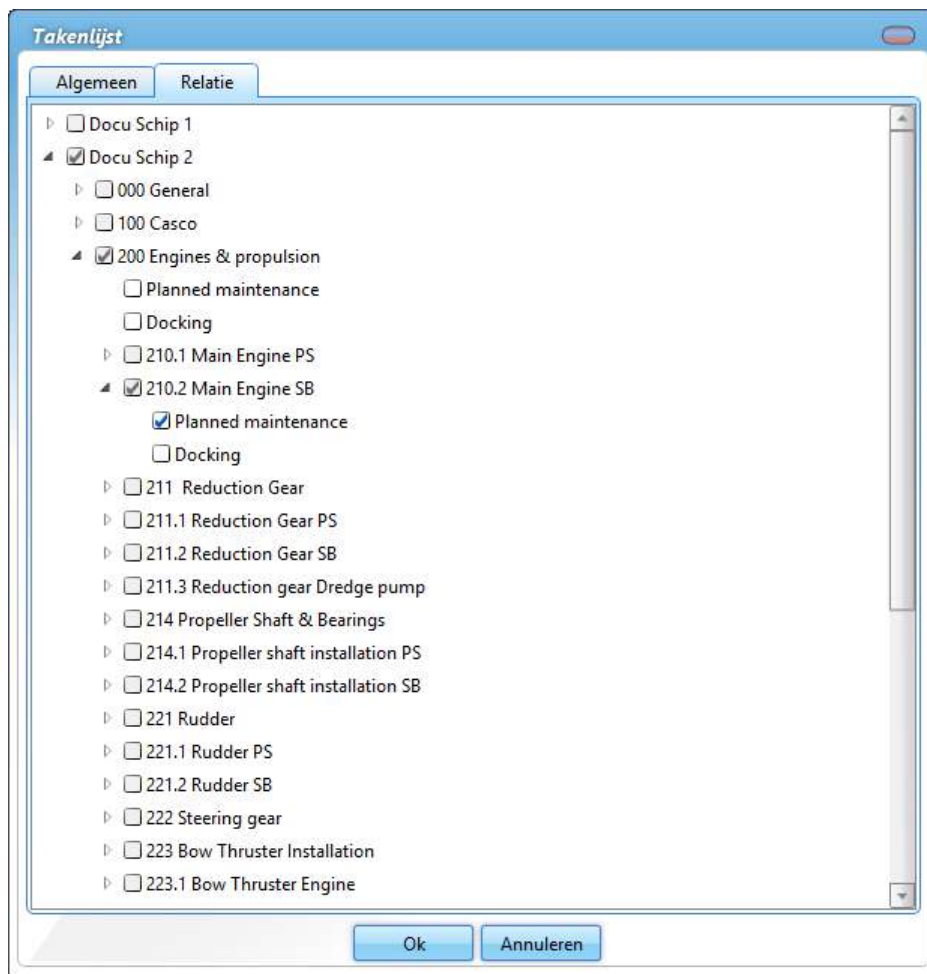 Takenlijst
Algemeen Relatie
Docu Schip 1
Docu Schip 2
000 General
100 Casco
200 Engines & propulsion
Planned maintenance
Docking
210.1 Main Engine PS
210.2 Main Engine SB
Planned maintenance
Docking
211  Reduction Gear
211.1 Reduction Gear PS
211.2 Reduction Gear SB
211.3 Reduction gear Dredge pump
214 Propeller Shaft & Bearings
214.1 Propeller shaft installation PS
214.2 Propeller shaft installation SB
221 Rudder
221.1 Rudder PS
221.2 Rudder SB
222 Steering gear
223 Bow Thruster Installation
223.1 Bow Thruster Engine
Ok Annuleren